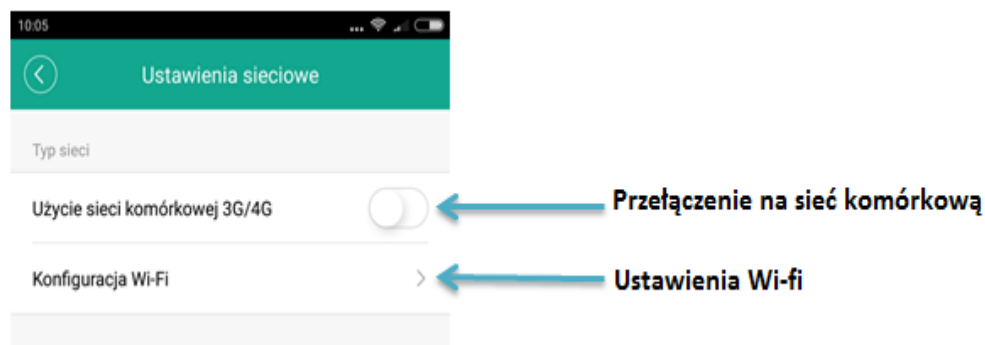 10:05
Ustawienia sieciowe
Typ sieci
Użycie sieci komórkowej 3G/4G
Przełączenie na sieć komórkową
Konfiguracja Wi-Fi
Ustawienia Wi-fi